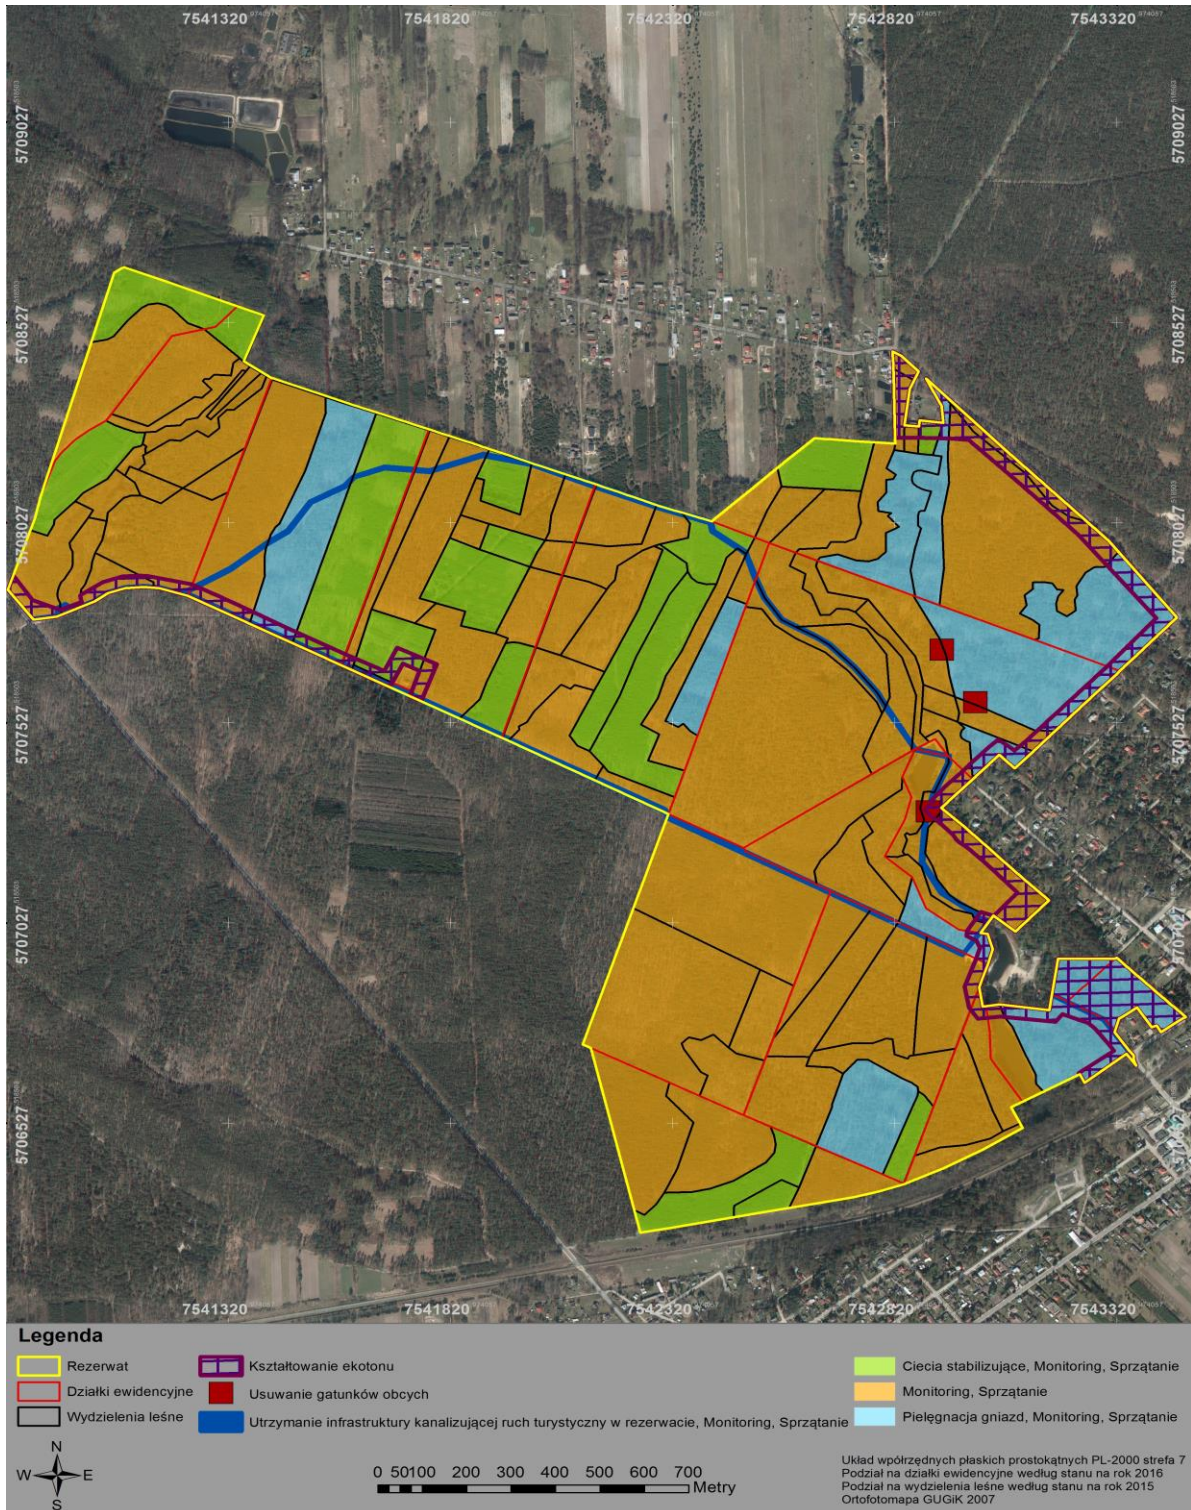 7541320 7541820 7542320 7542820 7543320
5709027 5709027
5708527 5708527
5708027 5708027
5707527 5707527
5707027 5707027
5706527
7541320 7541820 7542320 7542820 7543320
Legenda
Rezerwat
Działki ewidencyjne
Wydzielenia leśne
Kształtowanie ekotonu
Usuwanie gatunków obcych
Utrzymanie infrastruktury kanalizującej ruch turystyczny w rezerwacie, Monitoring, Sprzątanie
Ciecia stabilizujące, Monitoring, Sprzątanie
Monitoring, Sprzątanie
Pielęgnacja gniazd, Monitoring, Sprzątanie
N
W E
S
0 50100 200 300 400 500 600 700
Metry
Układ wpółrzędnych płaskich prostokątnych PL-2000 strefa 7
Podział na działki ewidencyjne według stanu na rok 2016
Podział na wydzielenia leśne według stanu na rok 2015
Ortofotomapa GUGiK 2007